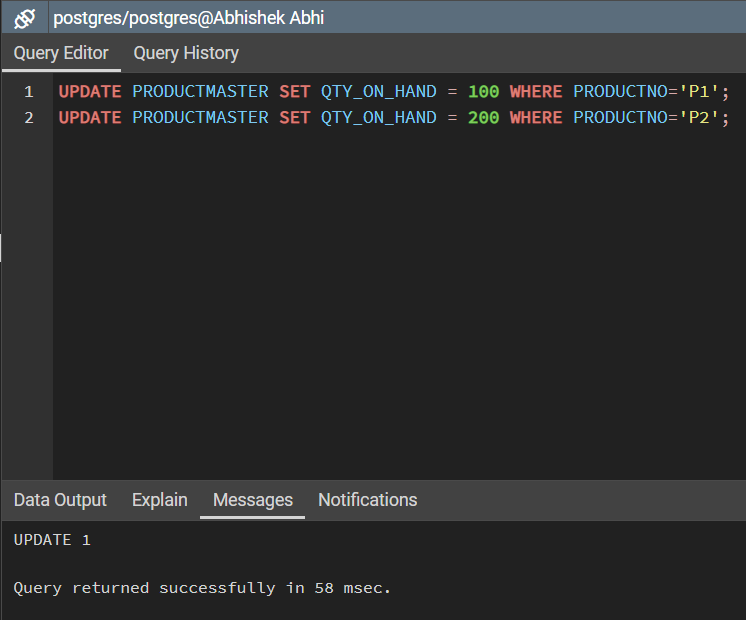 postgres/postgres@Abhishek Abhi
Query Editor Query History
1 UPDATE PRODUCTMASTER SET QTY_ON_HAND = 100 WHERE PRODUCTNO='P1';
2 UPDATE PRODUCTMASTER SET QTY_ON_HAND = 200 WHERE PRODUCTNO='P2';
Data Output Explain Messages Notifications
UPDATE 1
Query returned successfully in 58 msec.